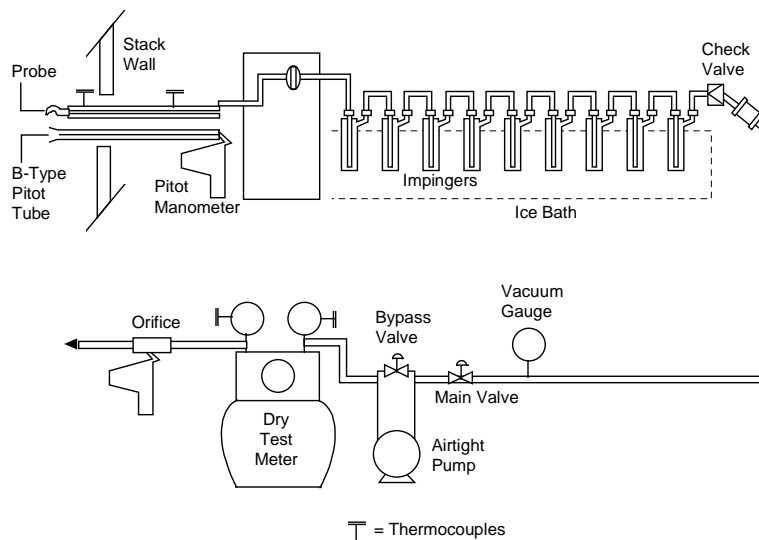 Stack
Wall
Probe
B-Type
Pitot
Tube
Pitot
Manometer
Impingers
Ice Bath
Check
Valve
Orifice
Bypass
Valve
Vacuum
Gauge
Main Valve
Dry
Test
Meter
Airtight
Pump
= Thermocouples